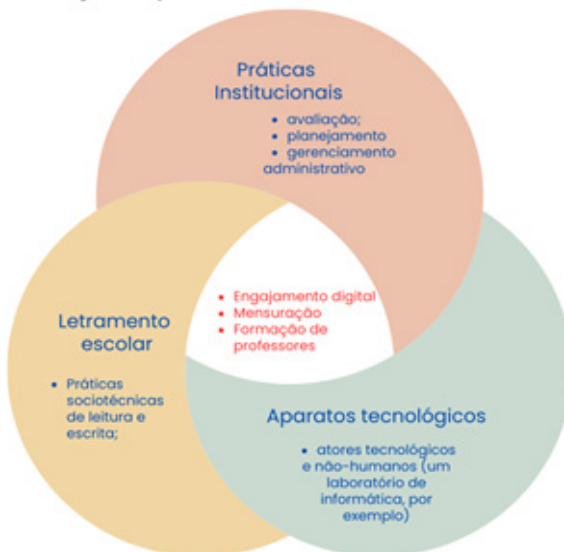 Práticas
Institucionais
• avaliação;
• planejamento
• gerenciamento
administrativo
• Engajamento digital
• Mensuração
• Formação de
professores
Letramento
escolar
• Práticas
sociotécnicas
de leitura e
escrita;
Aparatos tecnológicos
• atores tecnológicos
e não-humanos (um
laboratório de
informática, por
exemplo)